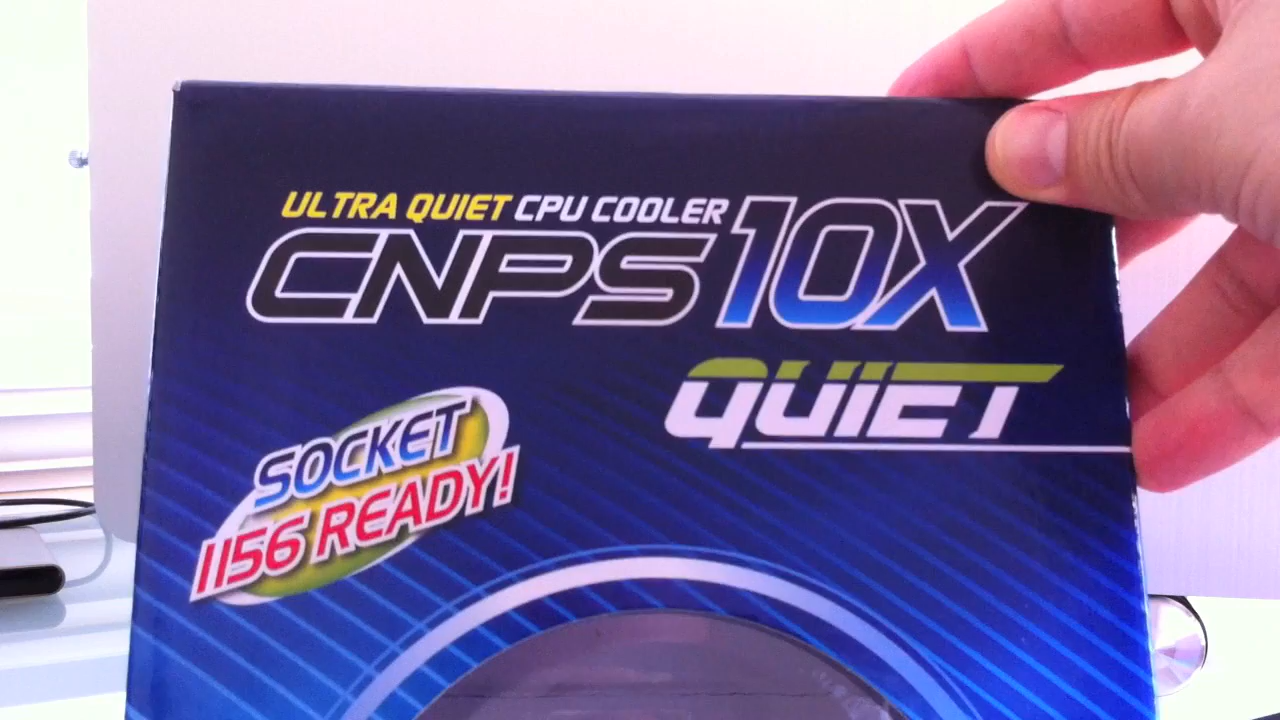 ULTRA QUIET CPU COOLER
CNPS10X
QUIET
SOCKET
1156 READY!